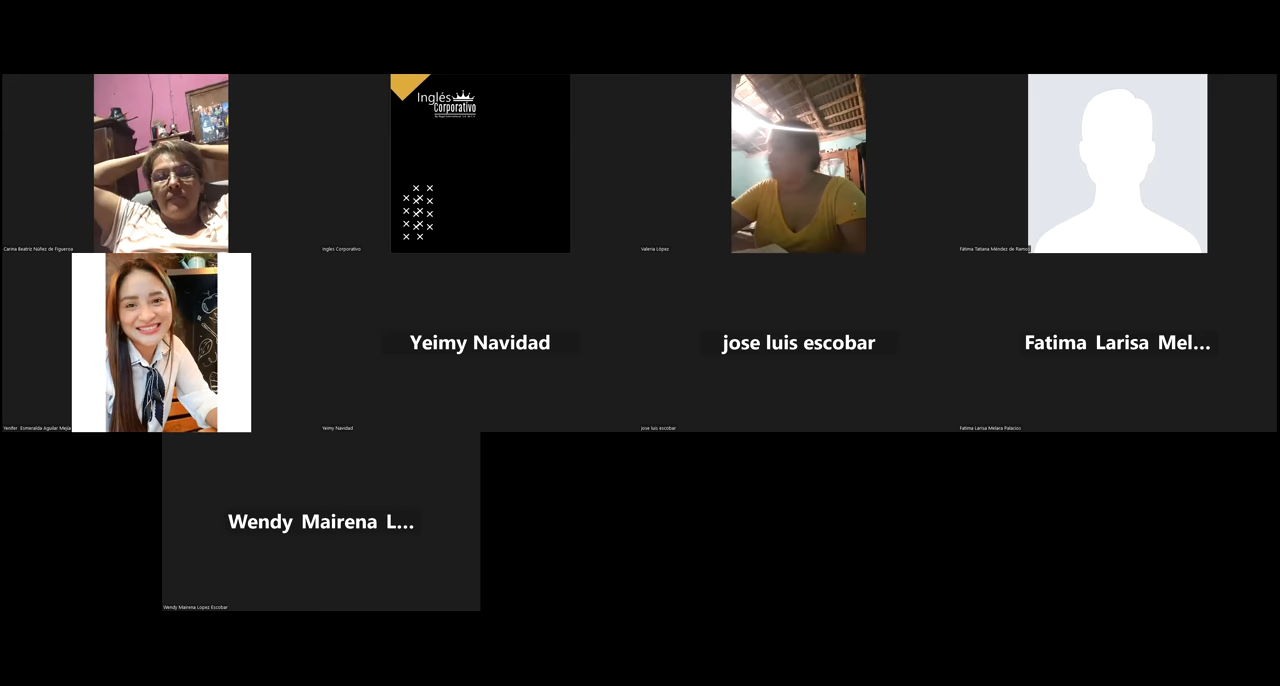 Inglés
Corporativo
Carina Beatriz Núñez de Figueroa
Inglés Corporativo
Valeria López
Fátima Tatiana Méndez de Ramos
Yeimy Navidad
jose luis escobar
Fatima Larisa Mel...
Yenifer Esmeralda Aguilar Mejía
Yeimy Navidad
jose luis escobar
Fatima Larisa Melara Palacios
Wendy Mairena L...
Wendy Mairena Lopez Escobar